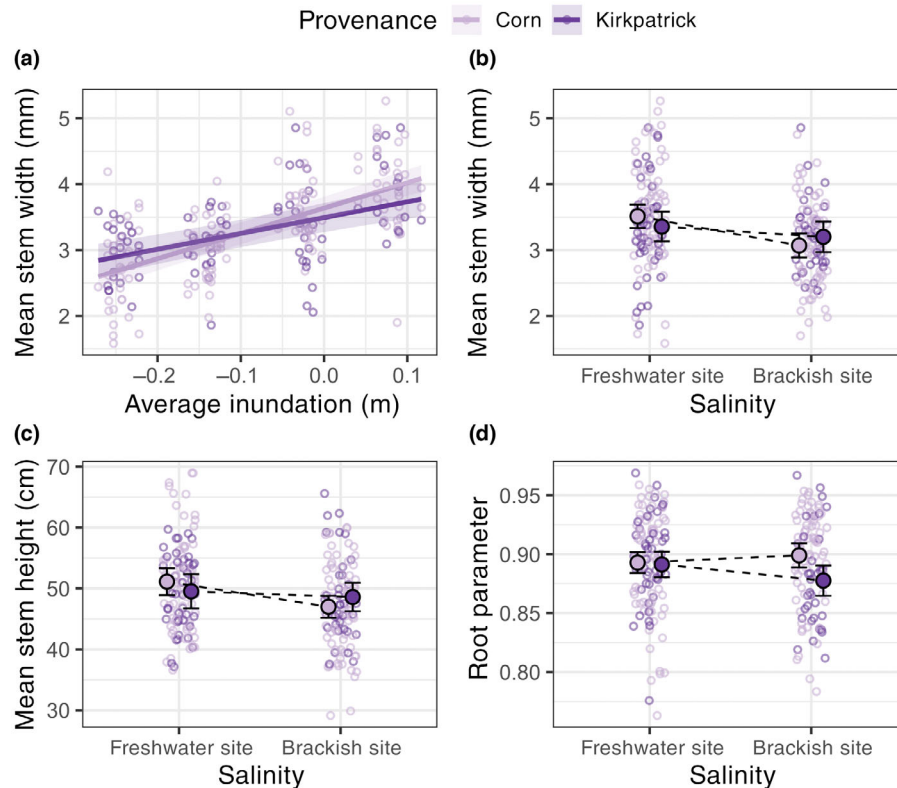 Provenance Corn Kirkpatrick
(a)
Mean stem width (mm)
5
4
3
2
–0.2 –0.1 0.0 0.1
Average inundation (m)
(b)
Mean stem width (mm)
5
4
3
2
Freshwater site Brackish site
Salinity
(c)
Mean stem height (cm)
70
60
50
40
30
Freshwater site Brackish site
Salinity
(d)
Root parameter
0.95
0.90
0.85
0.80
Freshwater site Brackish site
Salinity